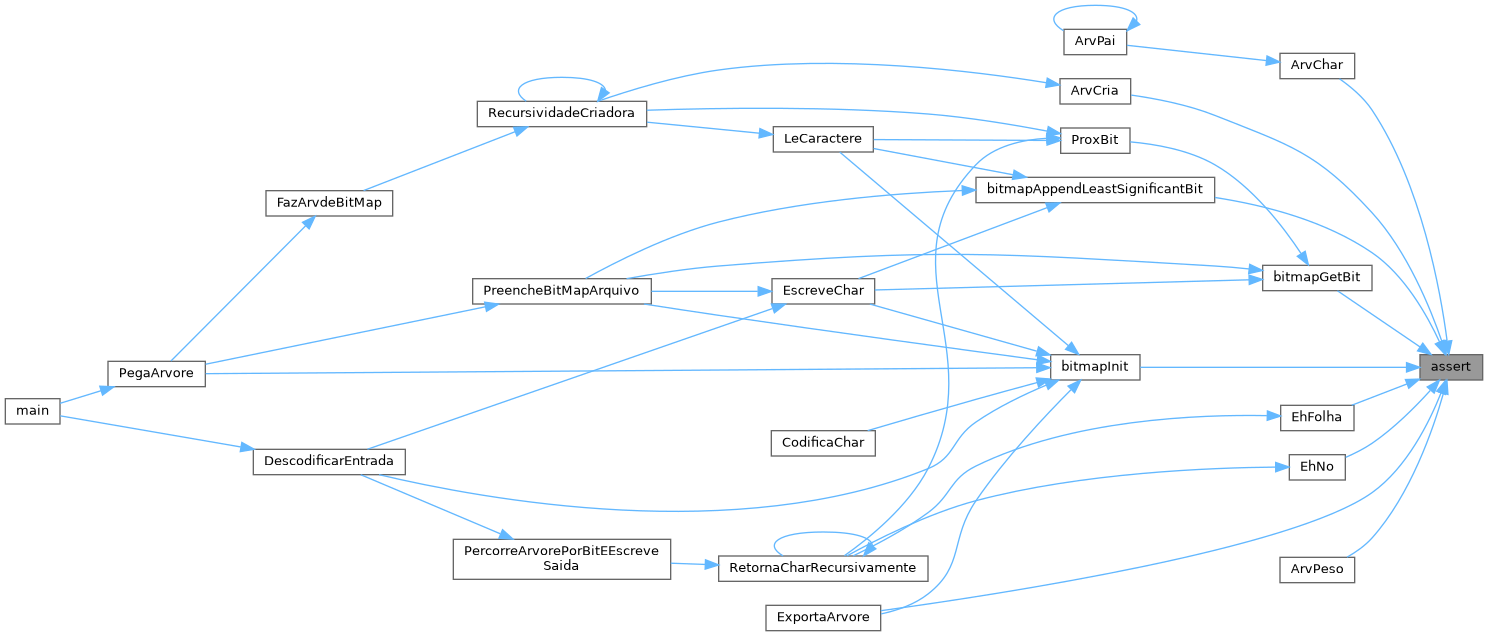 ArvPai
ArvChar
ArvCria
RecursividadeCriadora
LeCaractere
ProxBit
bitmapAppendLeastSignificantBit
FazArvdeBitMap
bitmapGetBit
PreencheBitMapArquivo
EscreveChar
bitmapInit
assert
PegaArvore
main
EhFolha
CodificaChar
DescodificarEntrada
EhNo
PercorreArvorePorBitEEscreve
Saida
RetornaCharRecursivamente
ArvPeso
ExportaArvore